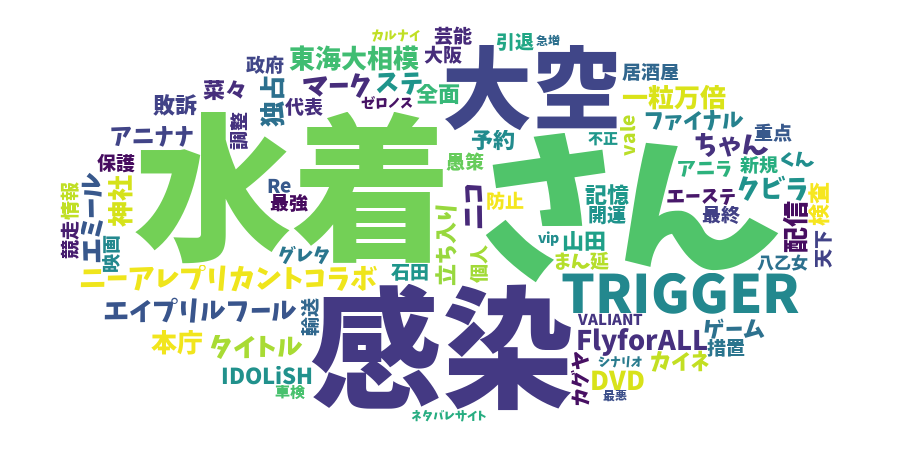 カルナイ
芸能
引退
急増
東海大相模
大阪
大空
政府
菜々
マーク
ステ
全面
居酒屋
独占
代表
ゼロノス
一粒万倍
敗訴
調整
予約
不正
vale
ファイナル
重点
アニナナ
水着
さん
ちゃん
保護
愚策
アニラ
新規
くん
情報
エミール
神社
Re
最強
ニコ
防止
記憶
開運
エーステ
最終
クビラ
配信
検査
競走
映画
グレタ
立ち入り
個人
vip
山田
まん延
天下
八乙女
ニーアレプリカントコラボ
石田
TRIGGER
エイプリルフール
輸送
感染
VALIANT
FlyforALL
ゲーム
措置
本庁
タイトル
カグヤ
シナリオ
カイネ
IDOLiSH
DVD
車検
最悪
ネタバレサイト